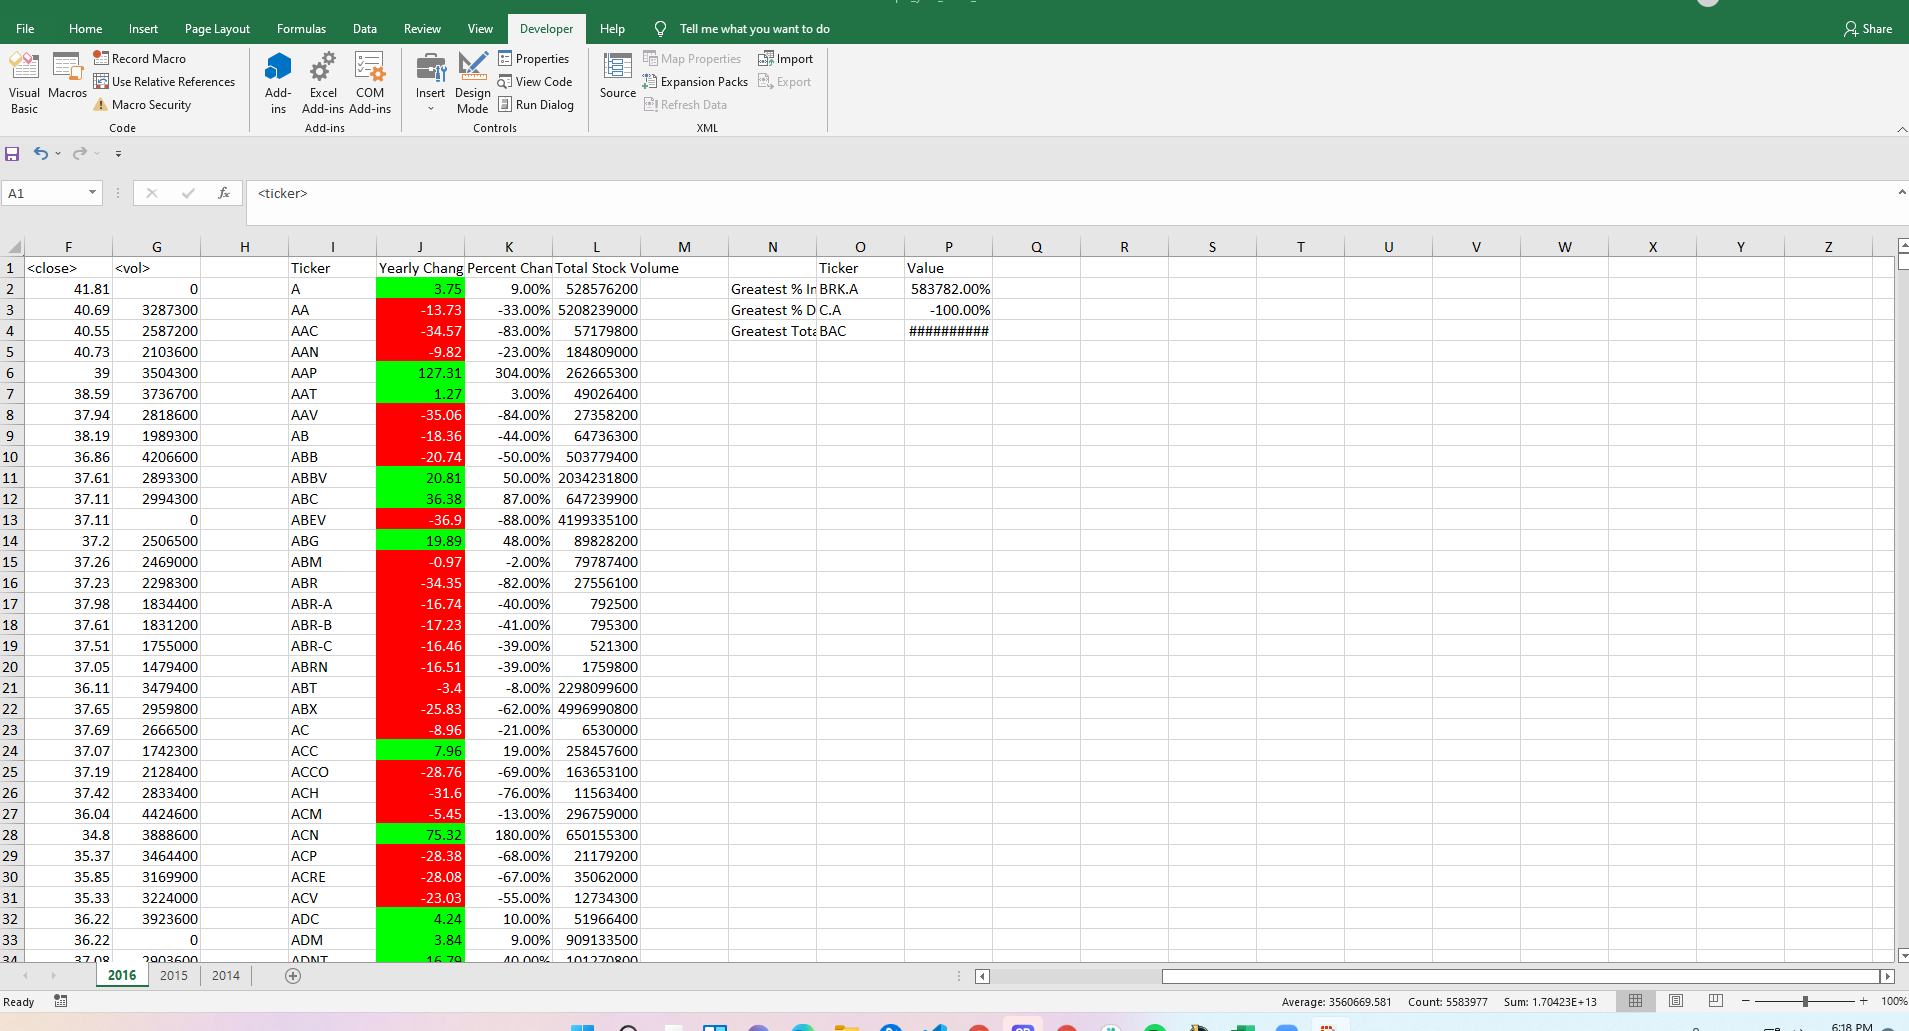 File Home Insert Page Layout Formulas Data Review View Developer Help Tell me what you want to do Share
Visual Basic Macros Record Macro
Use Relative References
Macro Security
Code
Add-ins Excel Add-ins COM Add-ins
Add-ins
Insert Design Mode Properties
View Code
Run Dialog
Controls
Source Map Properties Import
Expansion Packs Export
Refresh Data
XML
A1 fx <ticker>
F G H I J K L M N O P Q R S T U V W X Y Z
1 <close> <vol> Ticker Yearly Chang Percent Chan Total Stock Volume Ticker Value
2 41.81 0 A 3.75 9.00% 528576200 Greatest % In BRK.A 583782.00%
3 40.69 3287300 AA -13.73 -33.00% 5208239000 Greatest % D C.A -100.00%
4 40.55 2587200 AAC -34.57 -83.00% 57179800 Greatest Tota BAC ##########
5 40.73 2103600 AAN -9.82 -23.00% 184809000
6 39 3504300 AAP 127.31 304.00% 262665300
7 38.59 3736700 AAT 1.27 3.00% 49026400
8 37.94 2818600 AAV -35.06 -84.00% 27358200
9 38.19 1989300 AB -18.36 -44.00% 64736300
10 36.86 4206600 ABB -20.74 -50.00% 503779400
11 37.61 2893300 ABBV 20.81 50.00% 2034231800
12 37.11 2994300 ABC 36.38 87.00% 647239900
13 37.11 0 ABEV -36.9 -88.00% 4199335100
14 37.2 2506500 ABG 19.89 48.00% 89828200
15 37.26 2469000 ABM -0.97 -2.00% 79787400
16 37.23 2298300 ABR -34.35 -82.00% 27556100
17 37.98 1834400 ABR-A -16.74 -40.00% 792500
18 37.61 1831200 ABR-B -17.23 -41.00% 795300
19 37.51 1755000 ABR-C -16.46 -39.00% 521300
20 37.05 1479400 ABRN -16.51 -39.00% 1759800
21 36.11 3479400 ABT -3.4 -8.00% 2298099600
22 37.65 2959800 ABX -25.83 -62.00% 4996990800
23 37.69 2666500 AC -8.96 -21.00% 6530000
24 37.07 1742300 ACC 7.96 19.00% 258457600
25 37.19 2128400 ACCO -28.76 -69.00% 163653100
26 37.42 2833400 ACH -31.6 -76.00% 11563400
27 36.04 4424600 ACM -5.45 -13.00% 296759000
28 34.8 3888600 ACN 75.32 180.00% 650155300
29 35.37 3464400 ACP -28.38 -68.00% 21179200
30 35.85 3169900 ACRE -28.08 -67.00% 35062000
31 35.33 3224000 ACV -23.03 -55.00% 12734300
32 36.22 3923600 ADC 4.24 10.00% 51966400
33 36.22 0 ADM 3.84 9.00% 909133500
34 37.08 2903600 ADNT 16.79 40.00% 101270800
2016 2015 2014
Ready Average: 3560669.581 Count: 5583977 Sum: 1.70423E+13 100%
6:18 PM